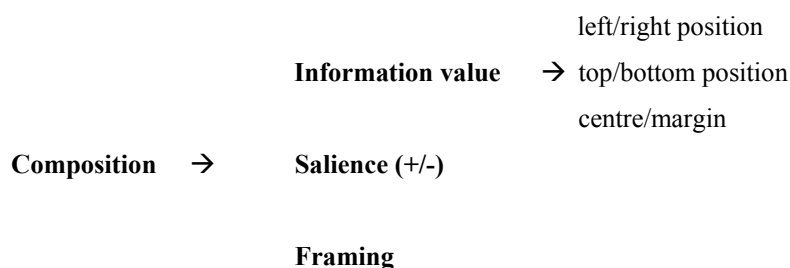 left/right position
Information value → top/bottom position
centre/margin
Composition → Salience (+/-)
Framing